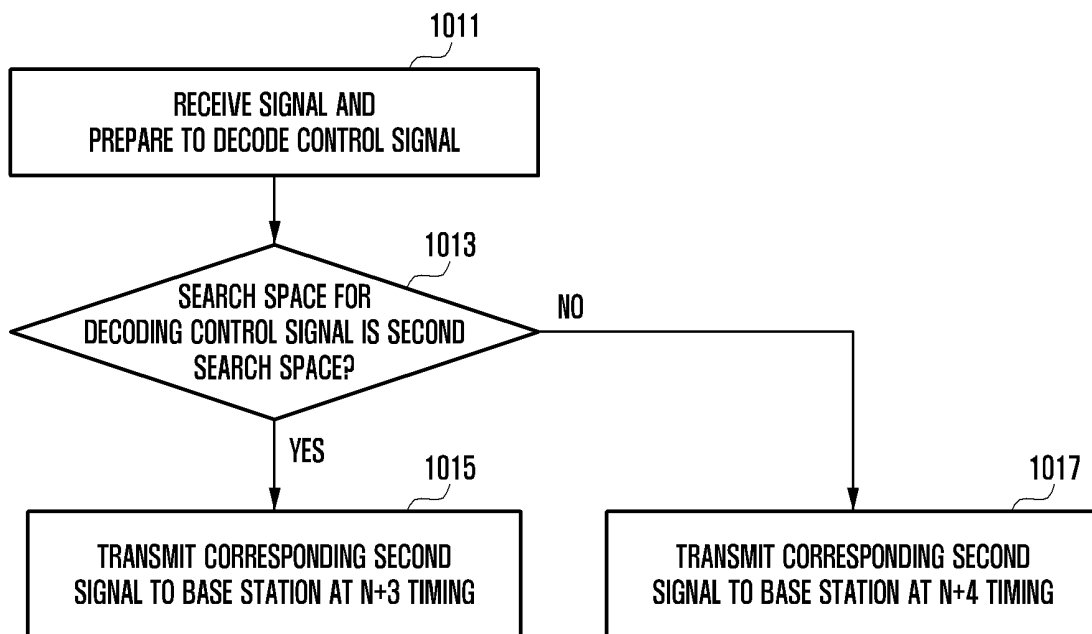 1011
RECEIVE SIGNAL AND
PREPARE TO DECODE CONTROL SIGNAL
1013
SEARCH SPACE FOR
DECODING CONTROL SIGNAL IS SECOND
SEARCH SPACE?
NO
YES
1015
TRANSMIT CORRESPONDING SECOND
SIGNAL TO BASE STATION AT N+3 TIMING
1017
TRANSMIT CORRESPONDING SECOND
SIGNAL TO BASE STATION AT N+4 TIMING